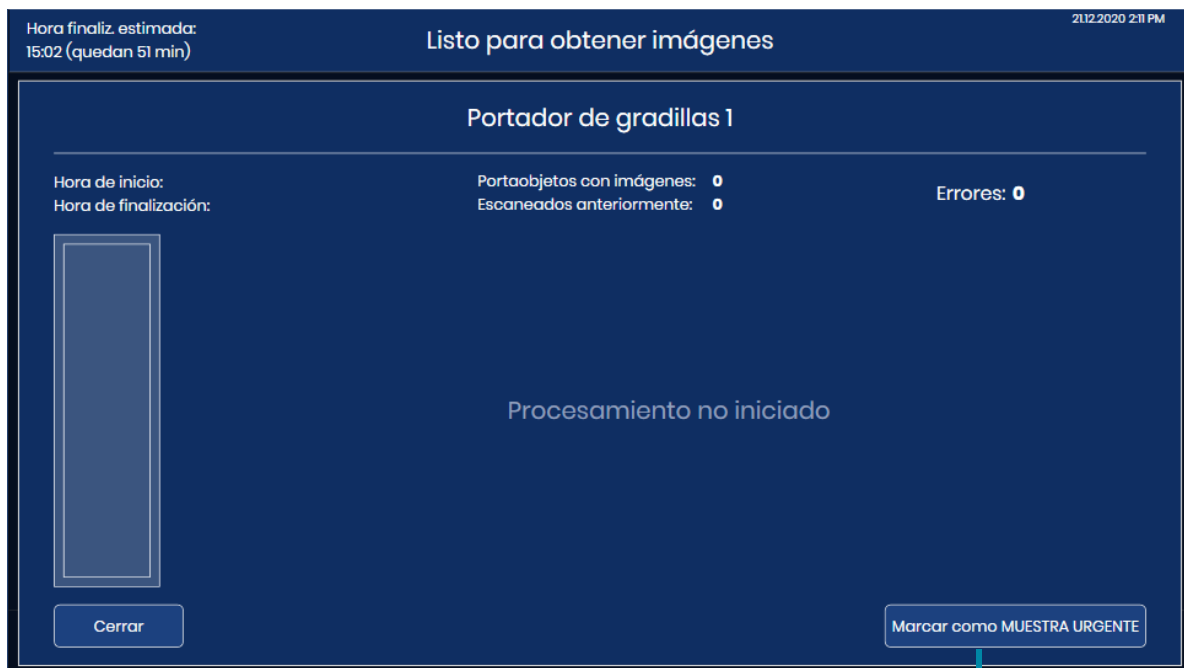 Hora finaliz. estimada:
15:02 (quedan 51 min)
Listo para obtener imágenes
21.12.2020 2:11 PM
Portador de gradillas 1
Hora de inicio:
Hora de finalización:
Portaobjetos con imágenes: 0
Escaneados anteriormente: 0
Errores: 0
Procesamiento no iniciado
Cerrar
Marcar como MUESTRA URGENTE